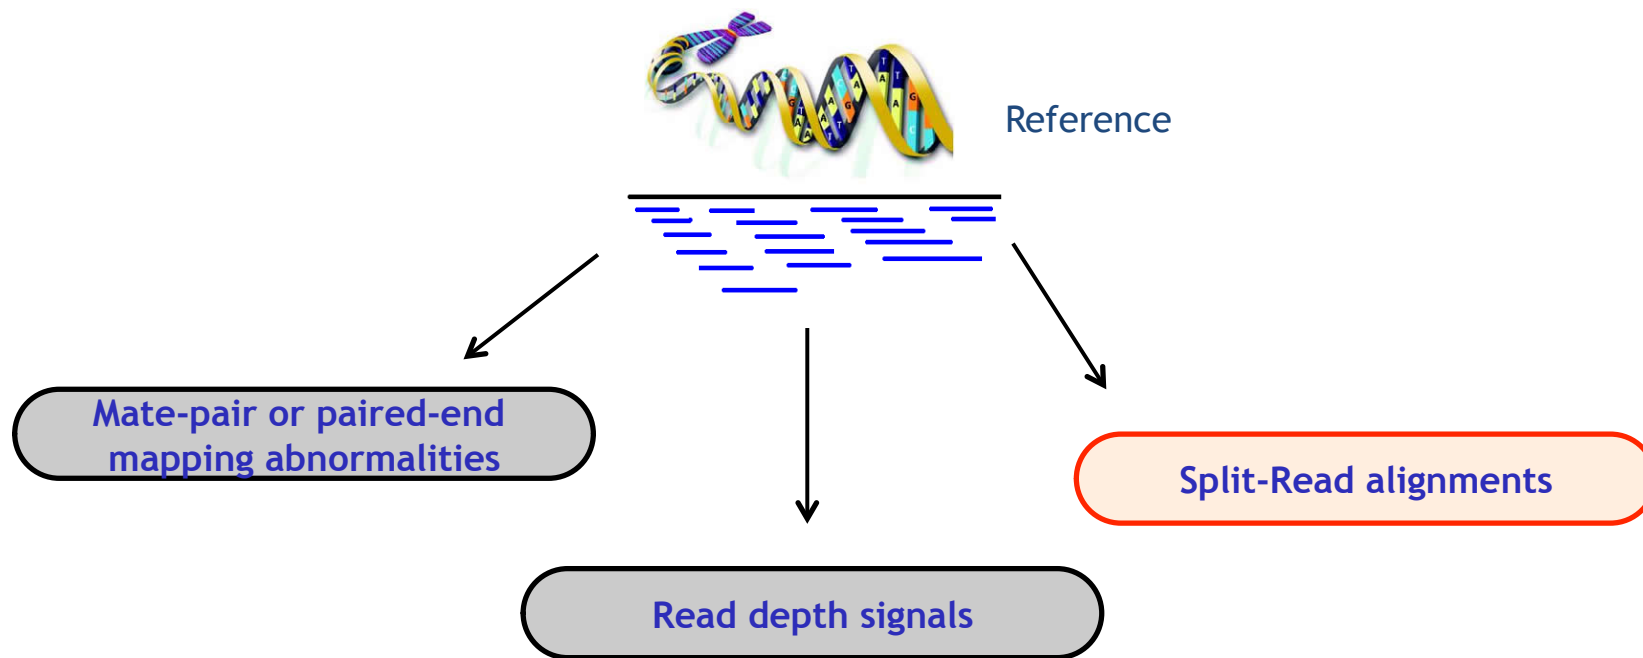 Reference
Mate-pair or paired-end
mapping abnormalities
Split-Read alignments
Read depth signals